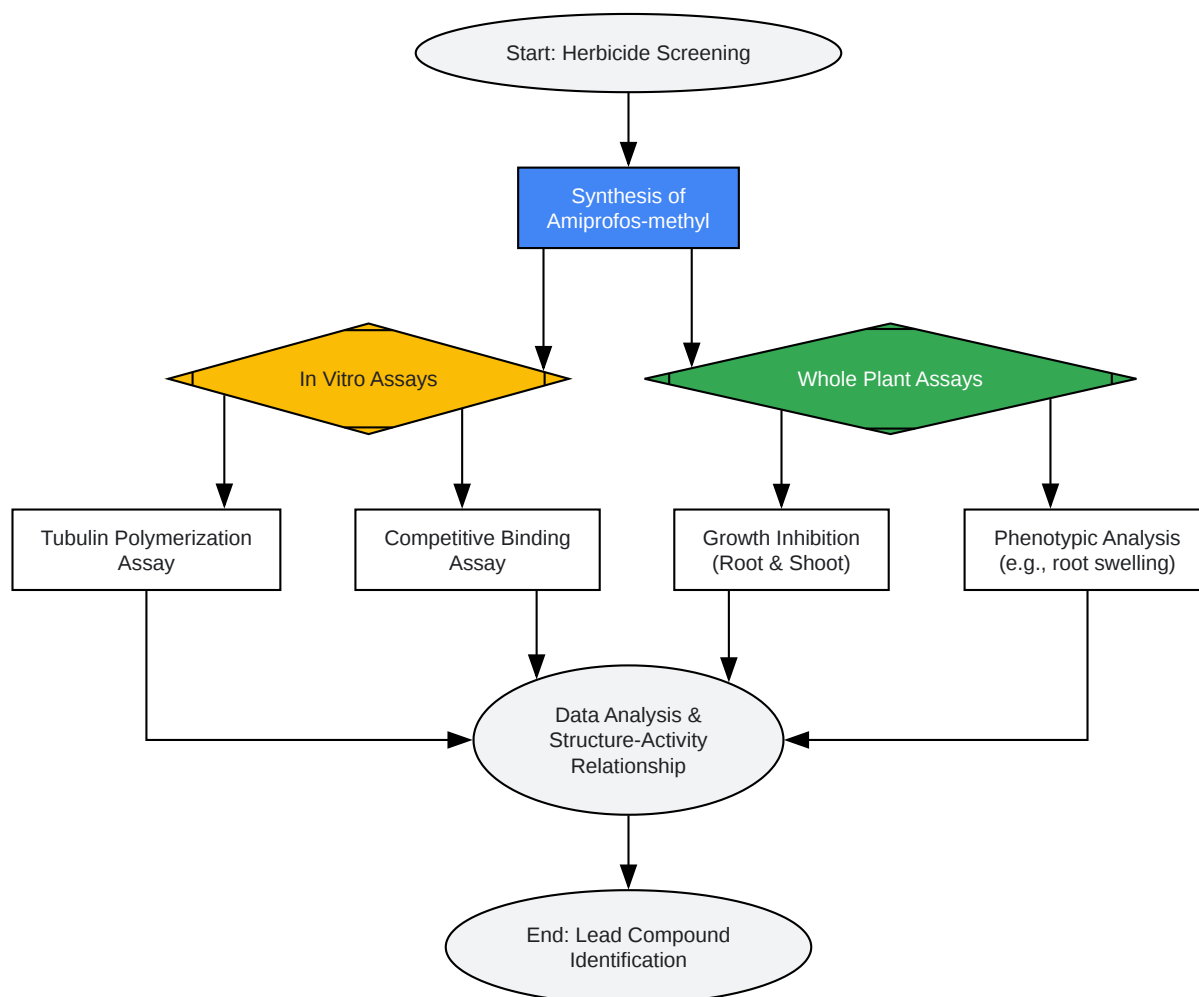 Start: Herbicide Screening
Synthesis of
Amiprofos-methyl
In Vitro Assays
Whole Plant Assays
Tubulin Polymerization
Assay
Competitive Binding
Assay
Growth Inhibition
(Root & Shoot)
Phenotypic Analysis
(e.g., root swelling)
Data Analysis &
Structure-Activity
Relationship
End: Lead Compound
Identification